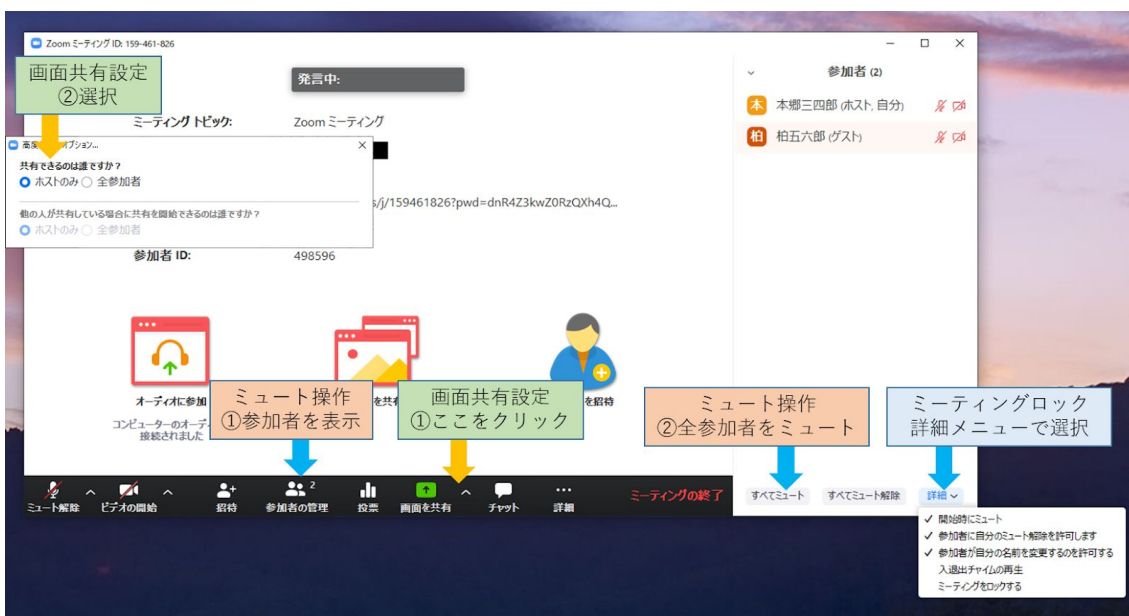 Zoom ミーティング ID: 159-461-826
画面共有設定
②選択
発言中:
ミーティング トピック:
Zoom ミーティング
オプション...
共有できるのは誰ですか？
ホストのみ 全参加者
他の人が共有している場合に共有を開始できるのは誰ですか？
ホストのみ 全参加者
s/j/159461826?pwd=dnR4Z3kwZ0RzQXh4Q...
参加者 ID:
498596
参加者 (2)
本 本郷三四郎 (ホスト, 自分)
柏 柏五六郎 (ゲスト)
オーディオに参加
コンピューターのオーデ
接続されました
を共
を招待
ミュート操作
①参加者を表示
画面共有設定
①ここをクリック
ミュート操作
②全参加者をミュート
ミーティングロック
詳細メニューで選択
ミュート解除
ビデオの開始
招待
2
参加者の管理
投票
画面を共有
チャット
詳細
ミーティングの終了
すべてミュート
すべてミュート解除
詳細
✓ 開始時にミュート
✓ 参加者に自分のミュート解除を許可します
✓ 参加者が自分の名前を変更するのを許可する
入退出チャイムの再生
ミーティングをロックする